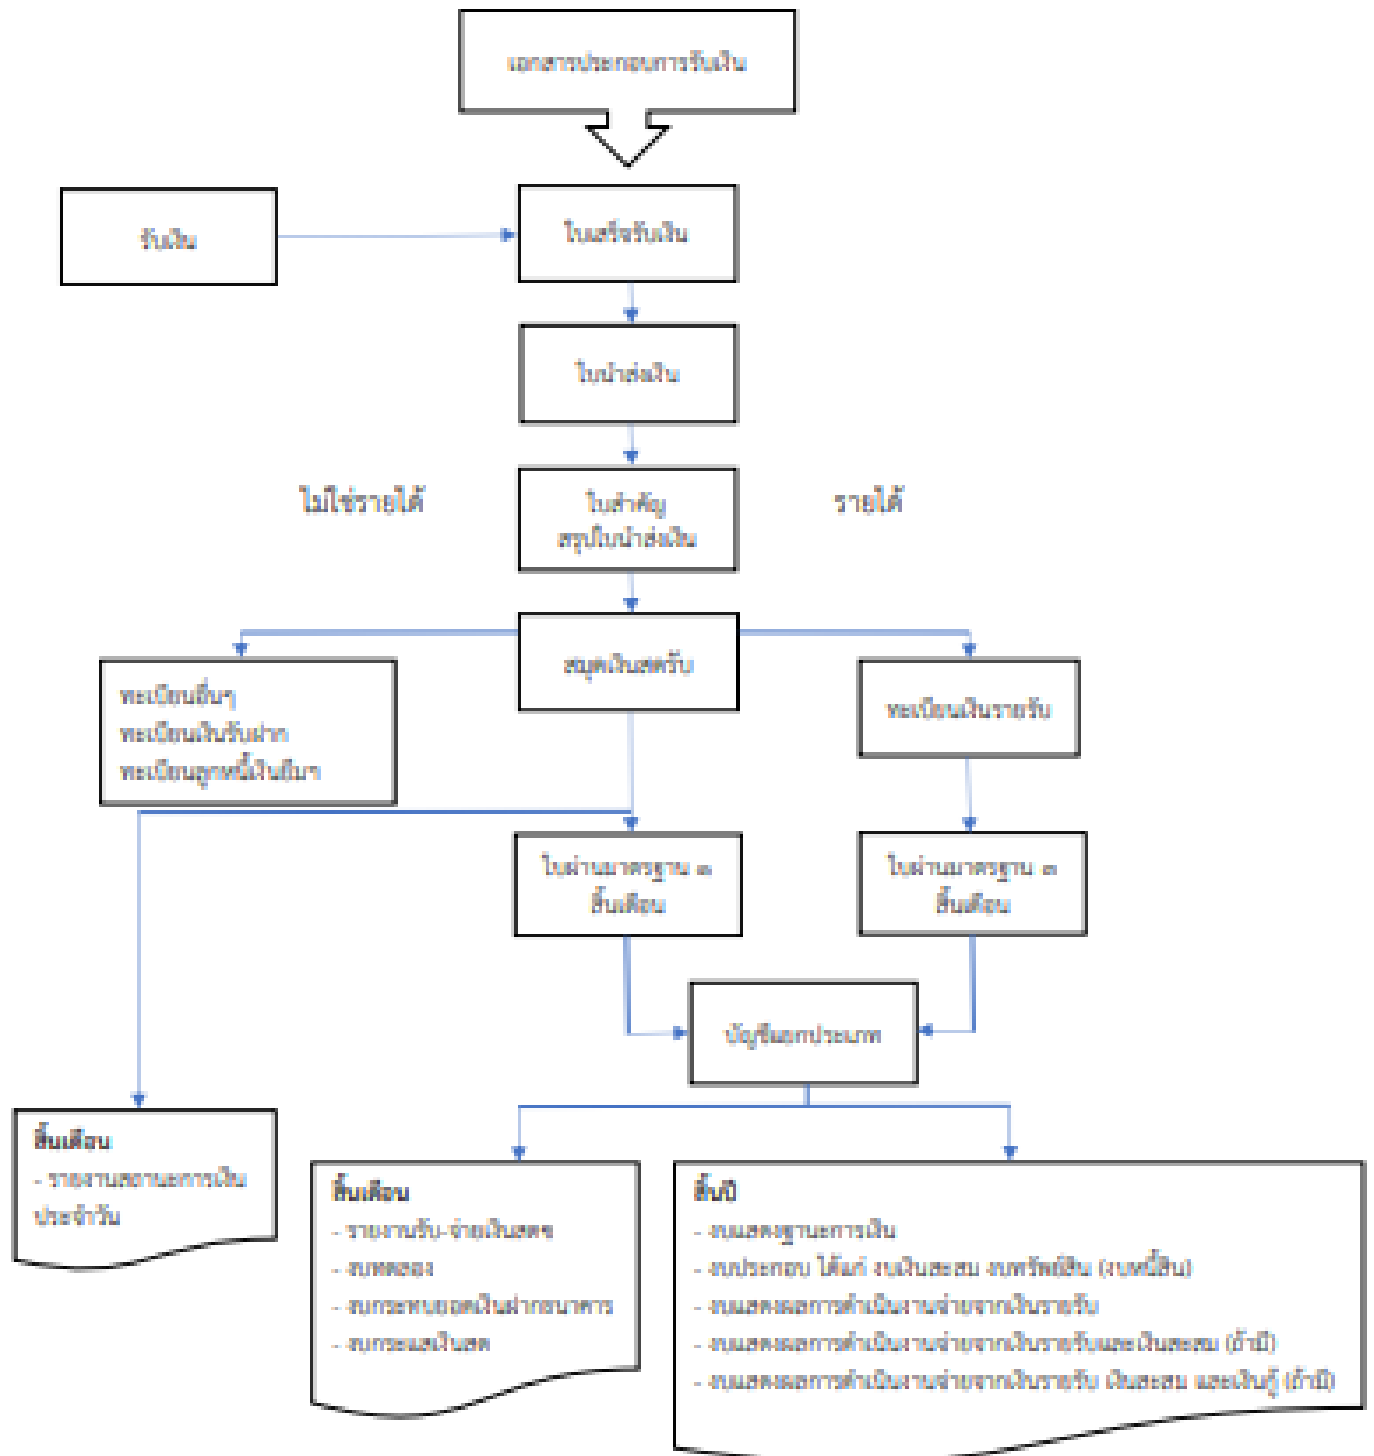 เอกสารประกอบการรับเงิน
รับเงิน
ใบเสร็จรับเงิน
ใบนำส่งเงิน
ไม่ใช่รายได้
ใบสำคัญ
สรุปใบนำส่งเงิน
รายได้
สมุดเงินสดรับ
ทะเบียนอื่นๆ
ทะเบียนเงินรับฝาก
ทะเบียนลูกหนี้เงินยืมฯ
ทะเบียนเงินรายรับ
ใบผ่านมาตรฐาน ๓
สิ้นเดือน
ใบผ่านมาตรฐาน ๓
สิ้นเดือน
บัญชีแยกประเภท
สิ้นเดือน
- รายงานสถานะการเงิน
ประจำวัน
สิ้นเดือน
- รายงานรับ-จ่ายเงินสดฯ
- งบทดลอง
- งบกระทบยอดเงินฝากธนาคาร
- งบกระแสเงินสด
สิ้นปี
- งบแสดงฐานะการเงิน
- งบประกอบ ได้แก่ งบเงินสะสม งบทรัพย์สิน (งบหนี้สิน)
- งบแสดงผลการดำเนินงานจ่ายจากเงินรายรับ
- งบแสดงผลการดำเนินงานจ่ายจากเงินรายรับและเงินสะสม (ถ้ามี)
- งบแสดงผลการดำเนินงานจ่ายจากเงินรายรับ เงินสะสม และเงินกู้ (ถ้ามี)